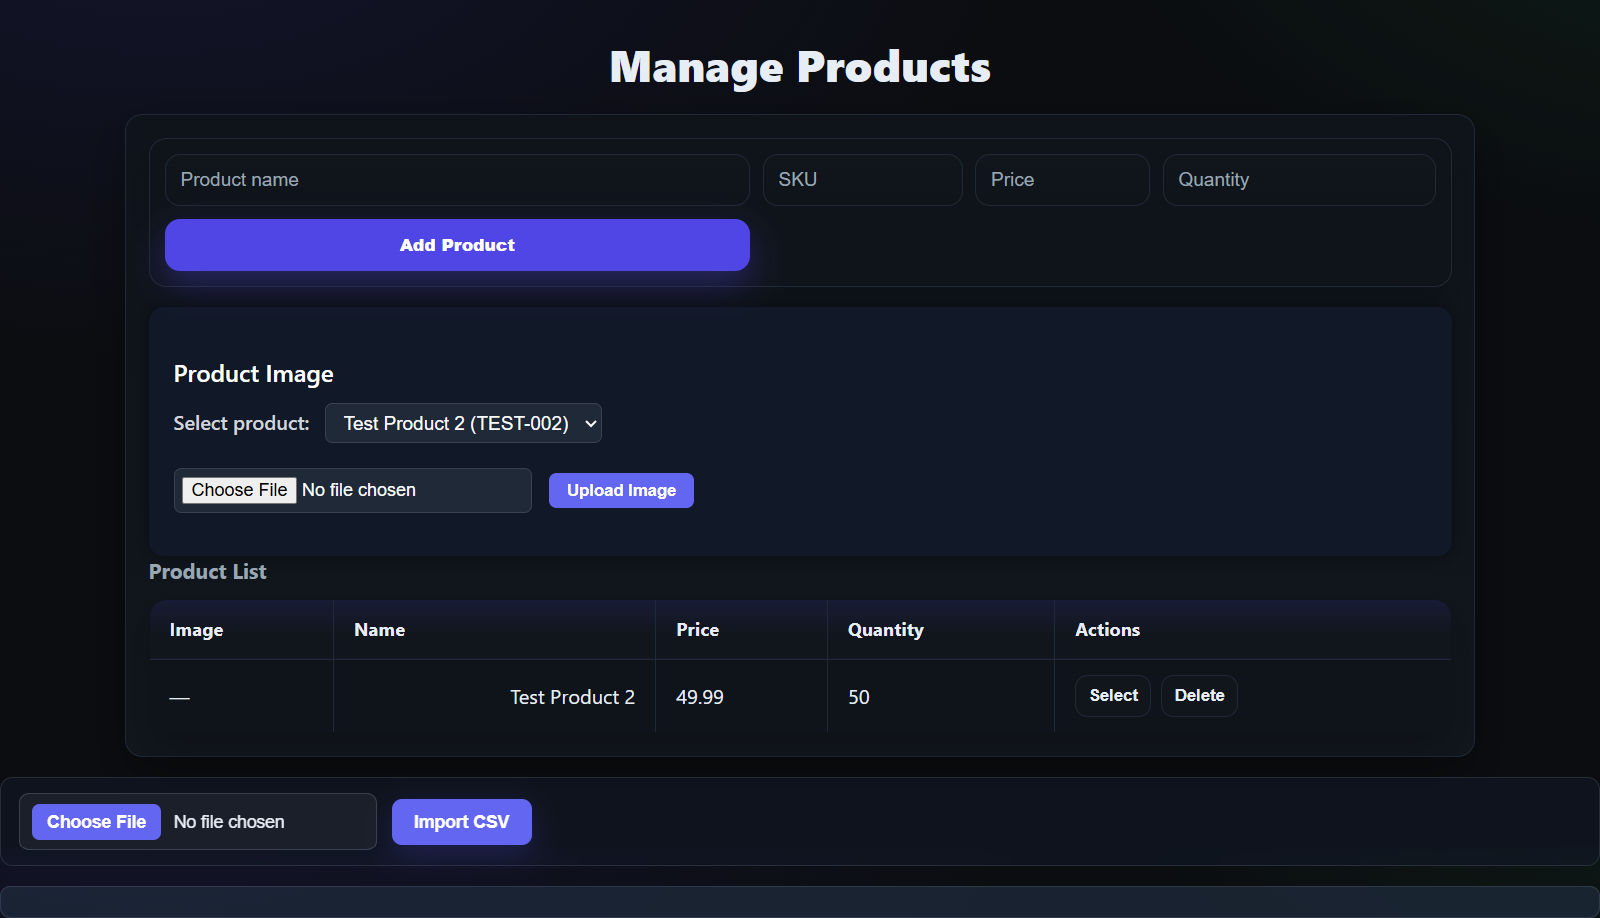 Manage Products
Product name SKU Price Quantity
Add Product
Product Image
Select product: Test Product 2 (TEST-002)
Choose File No file chosen Upload Image
Product List
Image Name Price Quantity Actions
— Test Product 2 49.99 50 Select Delete
Choose File No file chosen Import CSV